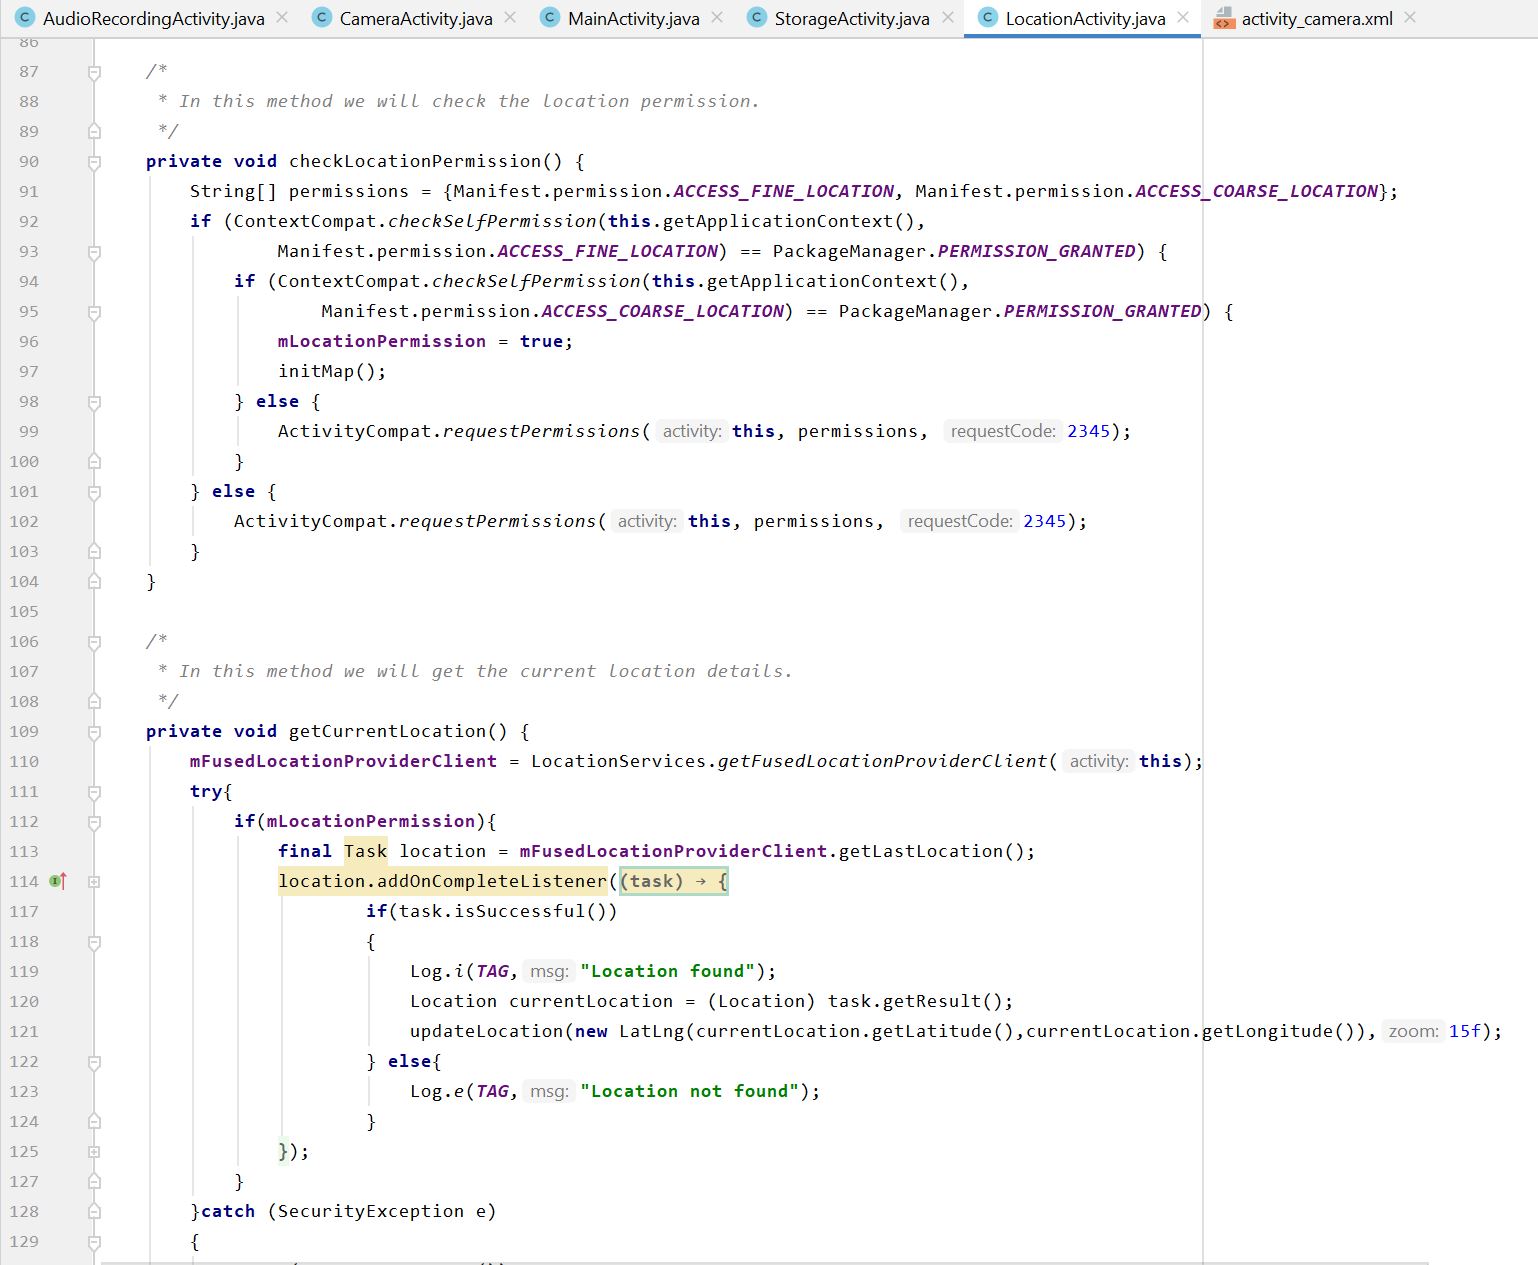 AudioRecordingActivity.java CameraActivity.java MainActivity.java StorageActivity.java LocationActivity.java activity_camera.xml
86
87 /*
88 * In this method we will check the location permission.
89 */
90 private void checkLocationPermission() {
91 String[] permissions = {Manifest.permission.ACCESS_FINE_LOCATION, Manifest.permission.ACCESS_COARSE_LOCATION};
92 if (ContextCompat.checkSelfPermission(this.getApplicationContext(),
93 Manifest.permission.ACCESS_FINE_LOCATION) == PackageManager.PERMISSION_GRANTED) {
94 if (ContextCompat.checkSelfPermission(this.getApplicationContext(),
95 Manifest.permission.ACCESS_COARSE_LOCATION) == PackageManager.PERMISSION_GRANTED) {
96 mLocationPermission = true;
97 initMap();
98 } else {
99 ActivityCompat.requestPermissions( activity: this, permissions, requestCode: 2345);
100 }
101 } else {
102 ActivityCompat.requestPermissions( activity: this, permissions, requestCode: 2345);
103 }
104 }
105
106 /*
107 * In this method we will get the current location details.
108 */
109 private void getCurrentLocation() {
110 mFusedLocationProviderClient = LocationServices.getFusedLocationProviderClient( activity: this);
111 try{
112 if(mLocationPermission){
113 final Task location = mFusedLocationProviderClient.getLastLocation();
114 location.addOnCompleteListener((task) → {
117 if(task.isSuccessful())
118 {
119 Log.i(TAG, msg: "Location found");
120 Location currentLocation = (Location) task.getResult();
121 updateLocation(new LatLng(currentLocation.getLatitude(),currentLocation.getLongitude()), zoom: 15f);
122 } else{
123 Log.e(TAG, msg: "Location not found");
124 }
125 });
127 }
128 }catch (SecurityException e)
129 {